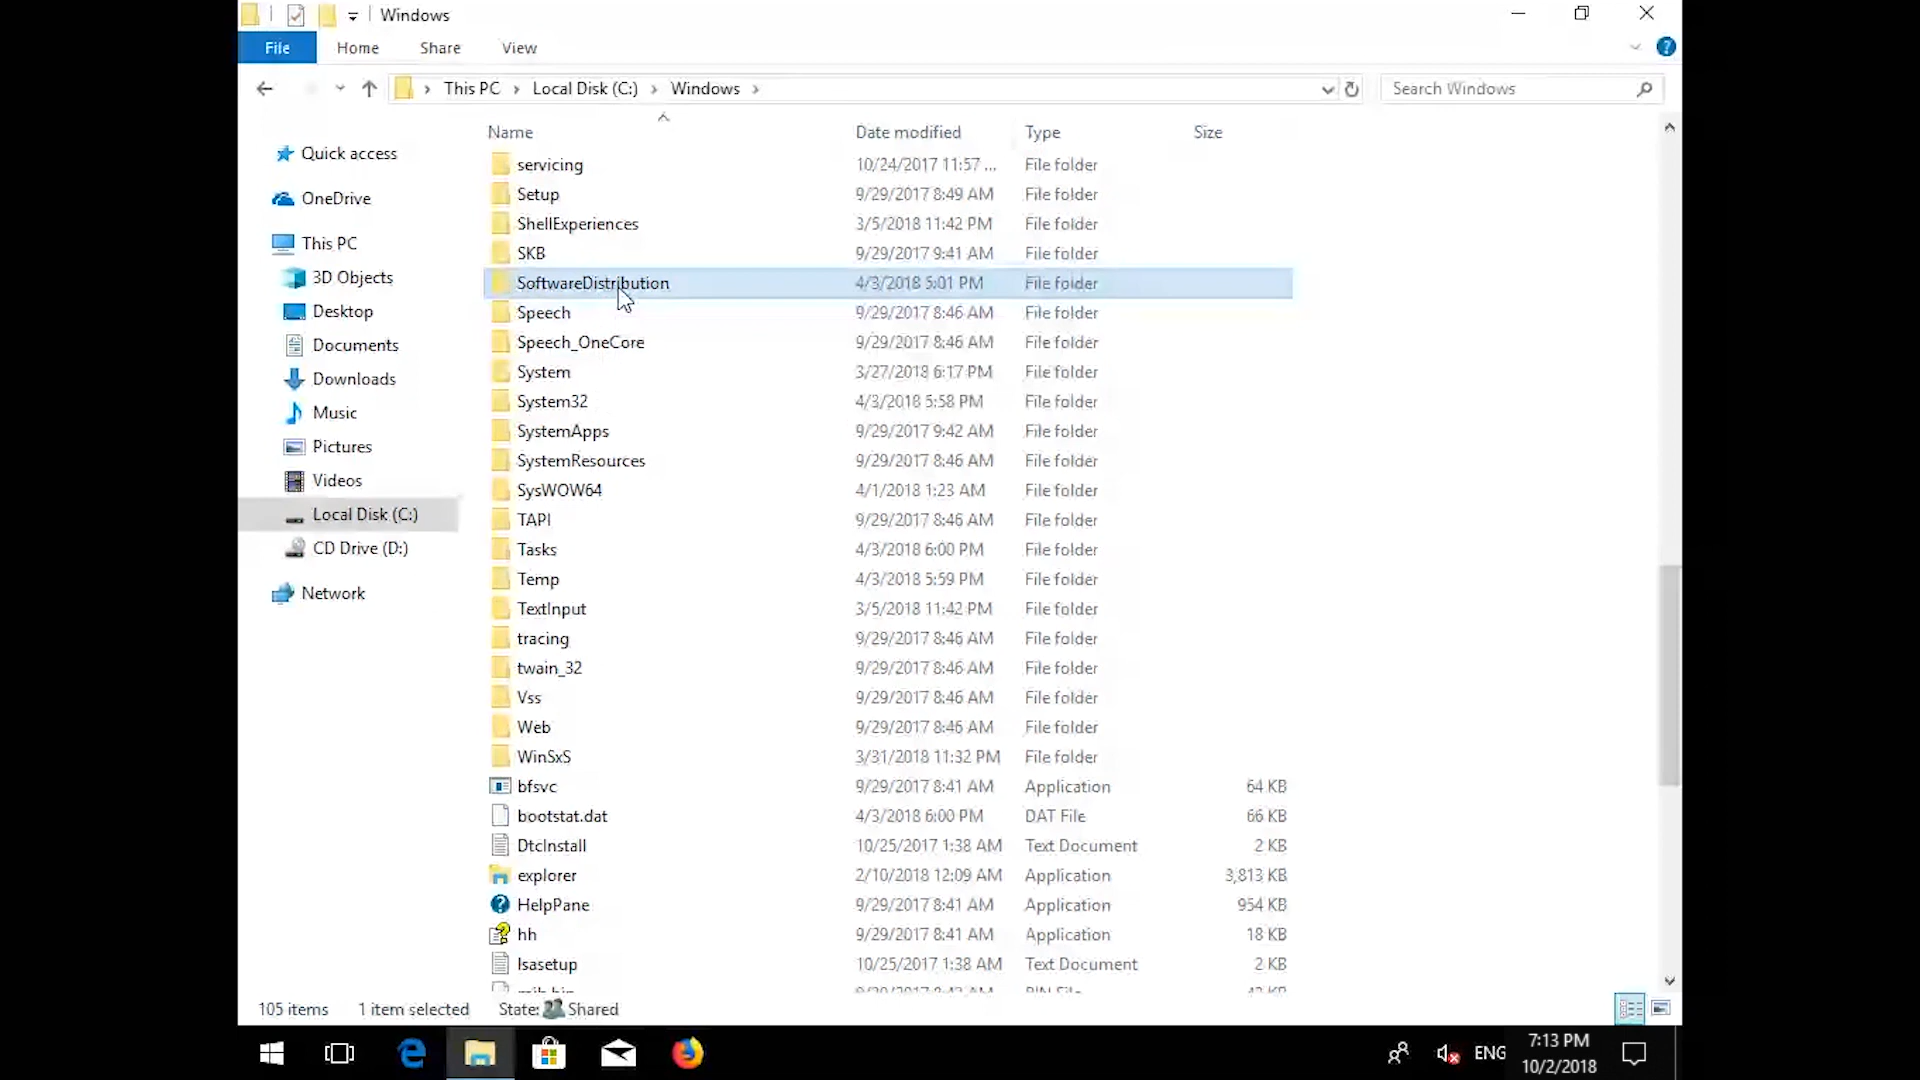 Windows
File Home Share View
This PC Local Disk (C:) Windows
Search Windows
Name Date modified Type Size
Quick access
OneDrive
This PC
3D Objects
Desktop
Documents
Downloads
Music
Pictures
Videos
Local Disk (C:)
CD Drive (D:)
Network
servicing 10/24/2017 11:57 ... File folder
Setup 9/29/2017 8:49 AM File folder
ShellExperiences 3/5/2018 11:42 PM File folder
SKB 9/29/2017 9:41 AM File folder
SoftwareDistribution 4/3/2018 5:01 PM File folder
Speech 9/29/2017 8:46 AM File folder
Speech_OneCore 9/29/2017 8:46 AM File folder
System 3/27/2018 6:17 PM File folder
System32 4/3/2018 5:58 PM File folder
SystemApps 9/29/2017 9:42 AM File folder
SystemResources 9/29/2017 8:46 AM File folder
SysWOW64 4/1/2018 1:23 AM File folder
TAPI 9/29/2017 8:46 AM File folder
Tasks 4/3/2018 6:00 PM File folder
Temp 4/3/2018 5:59 PM File folder
TextInput 3/5/2018 11:42 PM File folder
tracing 9/29/2017 8:46 AM File folder
twain_32 9/29/2017 8:46 AM File folder
Vss 9/29/2017 8:46 AM File folder
Web 9/29/2017 8:46 AM File folder
WinSxS 3/31/2018 11:32 PM File folder
bfsvc 9/29/2017 8:41 AM Application 64 KB
bootstat.dat 4/3/2018 6:00 PM DAT File 66 KB
DtcInstall 10/25/2017 1:38 AM Text Document 2 KB
explorer 2/10/2018 12:09 AM Application 3,813 KB
HelpPane 9/29/2017 8:41 AM Application 954 KB
hh 9/29/2017 8:41 AM Application 18 KB
lsasetup 10/25/2017 1:38 AM Text Document 2 KB
105 items 1 item selected State: Shared
ENG
7:13 PM
10/2/2018